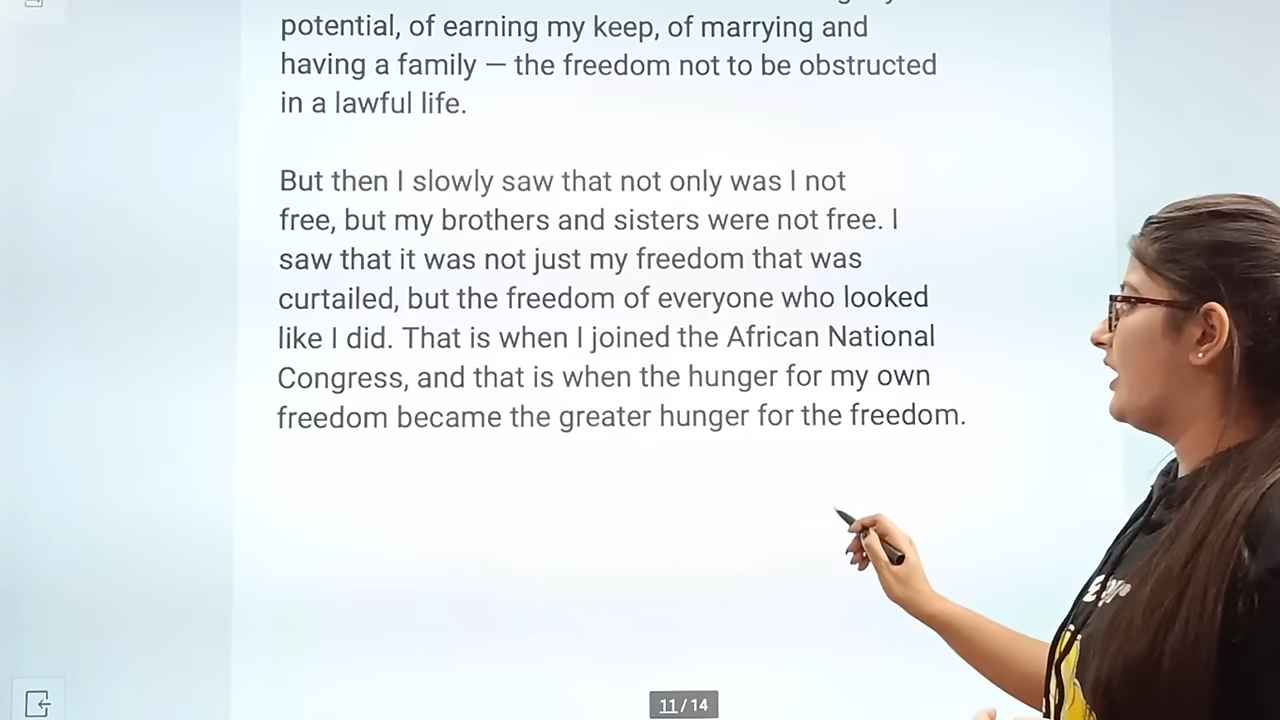 potential, of earning my keep, of marrying and
having a family — the freedom not to be obstructed
in a lawful life.
But then I slowly saw that not only was I not
free, but my brothers and sisters were not free. I
saw that it was not just my freedom that was
curtailed, but the freedom of everyone who looked
like I did. That is when I joined the African National
Congress, and that is when the hunger for my own
freedom became the greater hunger for the freedom.
11 / 14